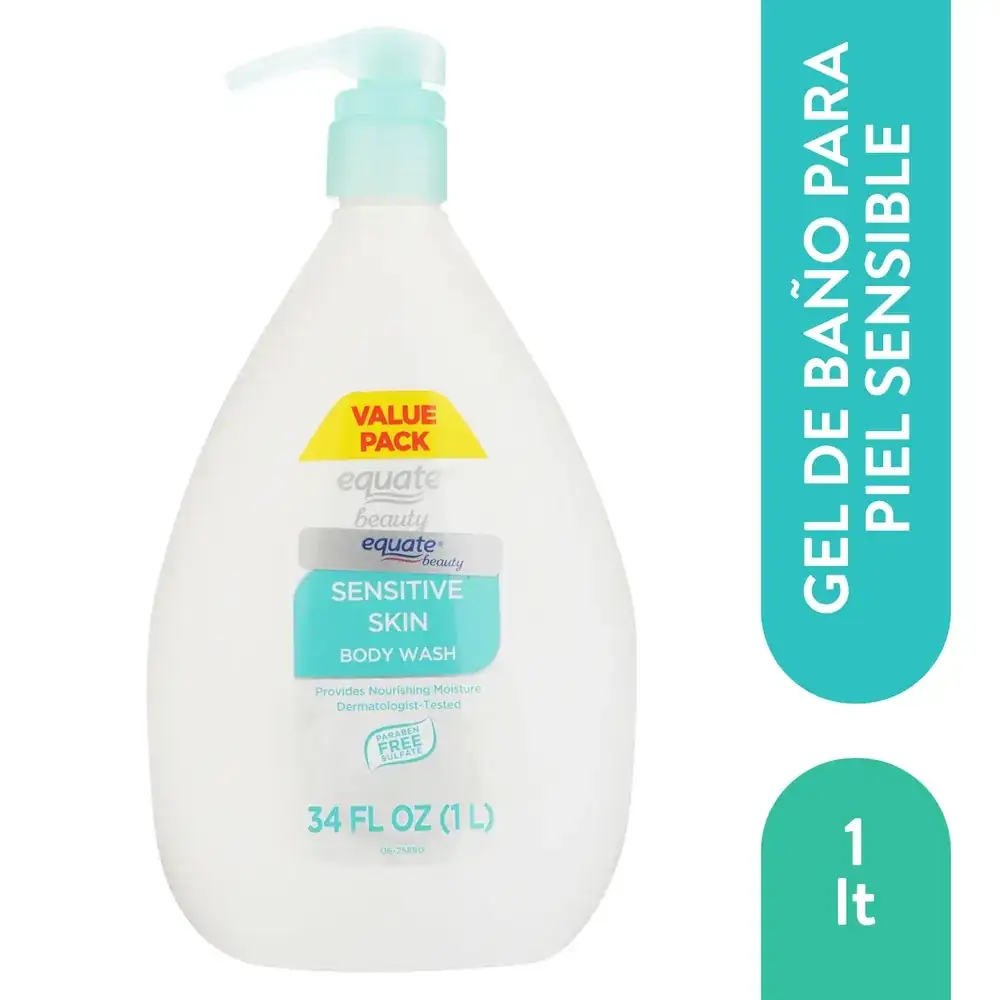 VALUE
PACK
equate
beauty
equate®
beauty
SENSITIVE
SKIN
BODY WASH
Provides Nourishing Moisture
Dermatologist-Tested
PARABEN
FREE
SULFATE
34 FL OZ (1 L)
GEL DE BAÑO PARA
PIEL SENSIBLE
1
lt